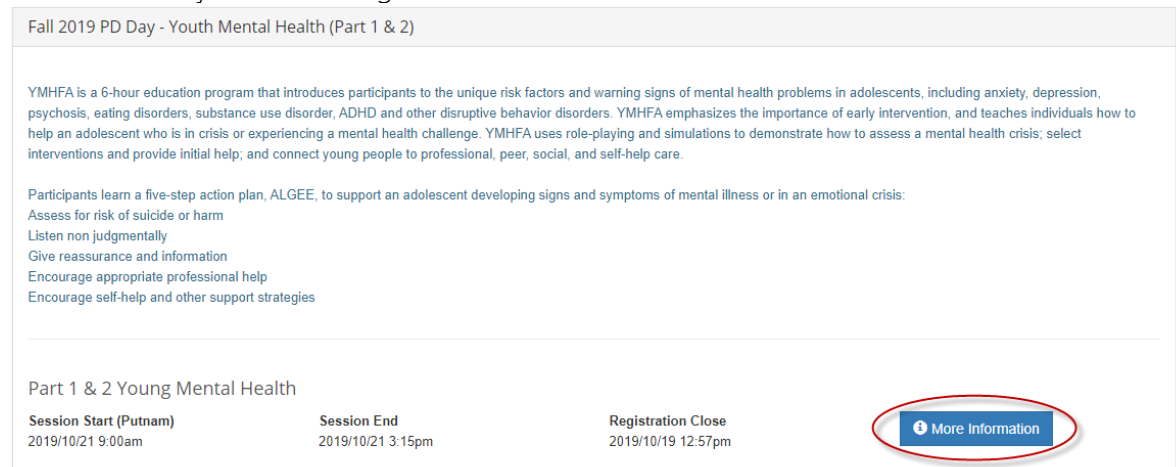 Fall 2019 PD Day - Youth Mental Health (Part 1 & 2)
YMHFA is a 6-hour education program that introduces participants to the unique risk factors and warning signs of mental health problems in adolescents, including anxiety, depression,
psychosis, eating disorders, substance use disorder, ADHD and other disruptive behavior disorders. YMHFA emphasizes the importance of early intervention, and teaches individuals how to
help an adolescent who is in crisis or experiencing a mental health challenge. YMHFA uses role-playing and simulations to demonstrate how to assess a mental health crisis; select
interventions and provide initial help; and connect young people to professional, peer, social, and self-help care.
Participants learn a five-step action plan, ALGEE, to support an adolescent developing signs and symptoms of mental illness or in an emotional crisis:
Assess for risk of suicide or harm
Listen non judgmentally
Give reassurance and information
Encourage appropriate professional help
Encourage self-help and other support strategies
Part 1 & 2 Young Mental Health
Session Start (Putnam) Session End Registration Close
2019/10/21 9:00am 2019/10/21 3:15pm 2019/10/19 12:57pm
More Information